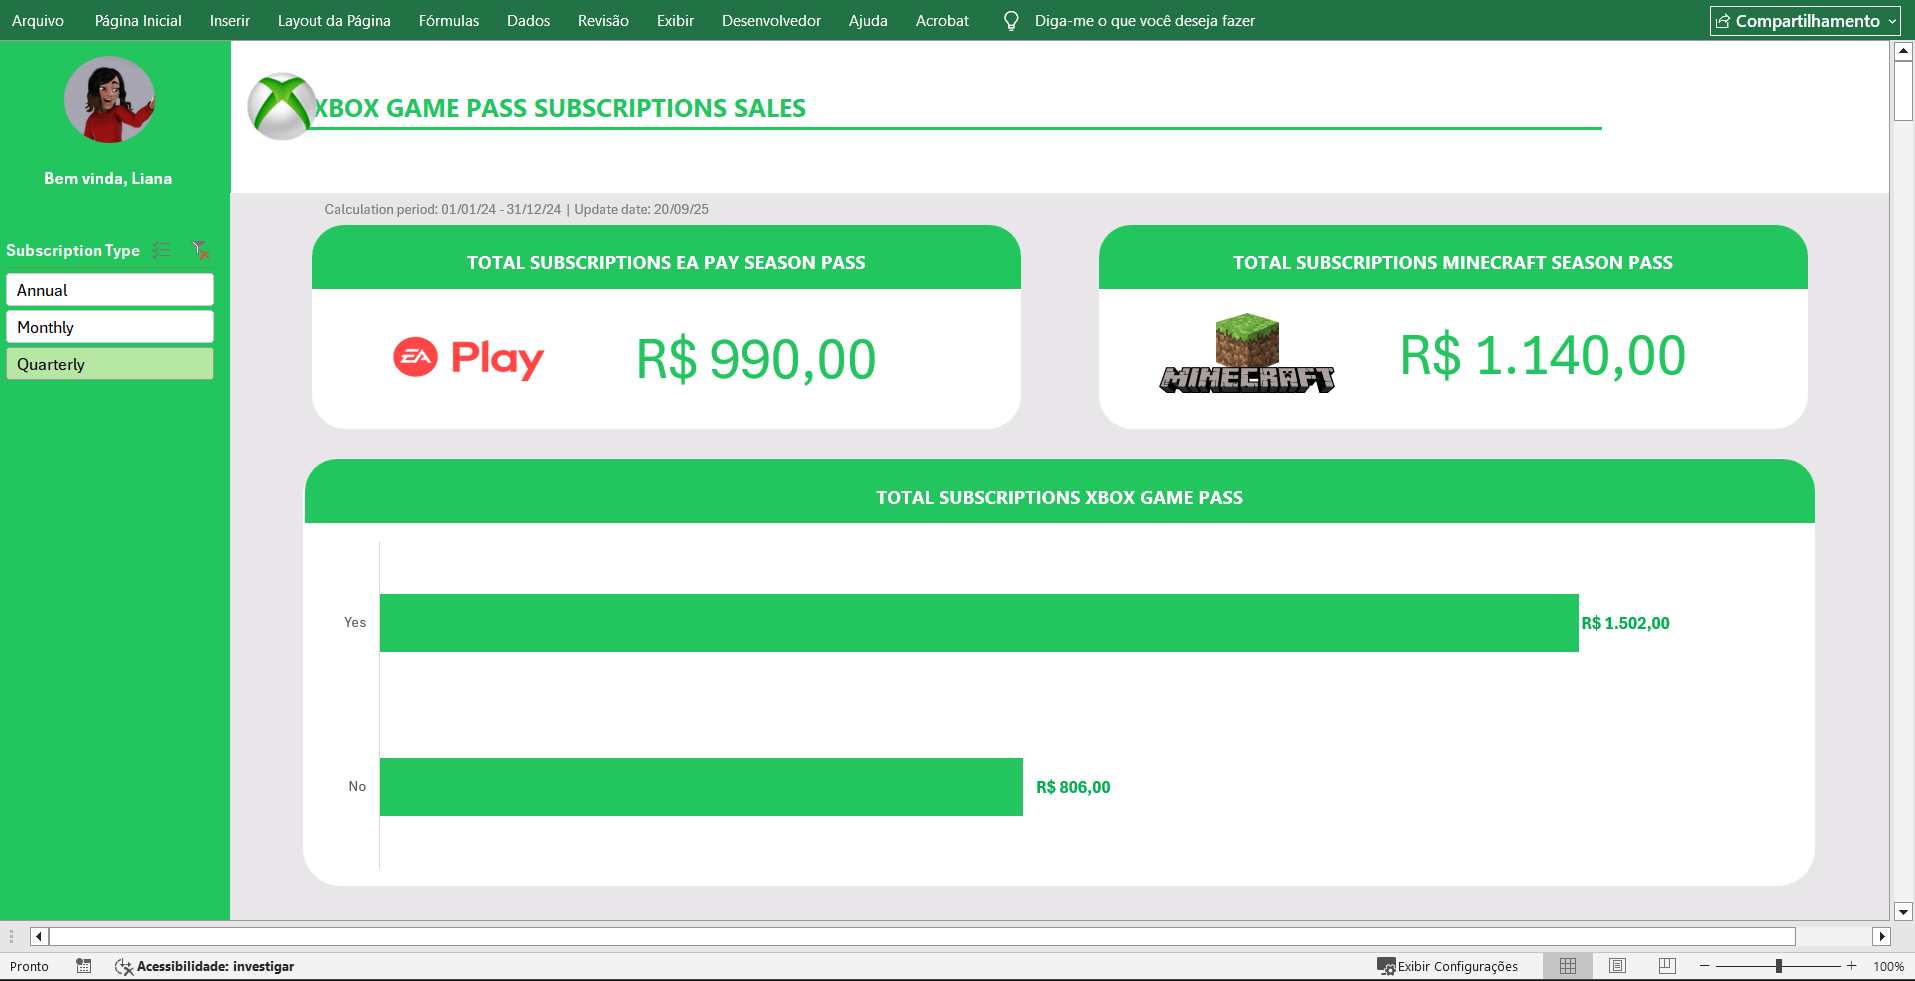 Arquivo Página Inicial Inserir Layout da Página Fórmulas Dados Revisão Exibir Desenvolvedor Ajuda Acrobat Diga-me o que você deseja fazer Compartilhamento
XBOX GAME PASS SUBSCRIPTIONS SALES
Bem vinda, Liana
Calculation period: 01/01/24 - 31/12/24 | Update date: 20/09/25
Subscription Type
Annual
Monthly
Quarterly
TOTAL SUBSCRIPTIONS EA PAY SEASON PASS
EA Play
R$ 990,00
TOTAL SUBSCRIPTIONS MINECRAFT SEASON PASS
MINECRAFT
R$ 1.140,00
TOTAL SUBSCRIPTIONS XBOX GAME PASS
Yes R$ 1.502,00
No R$ 806,00
Pronto Acessibilidade: investigar Exibir Configurações 100%